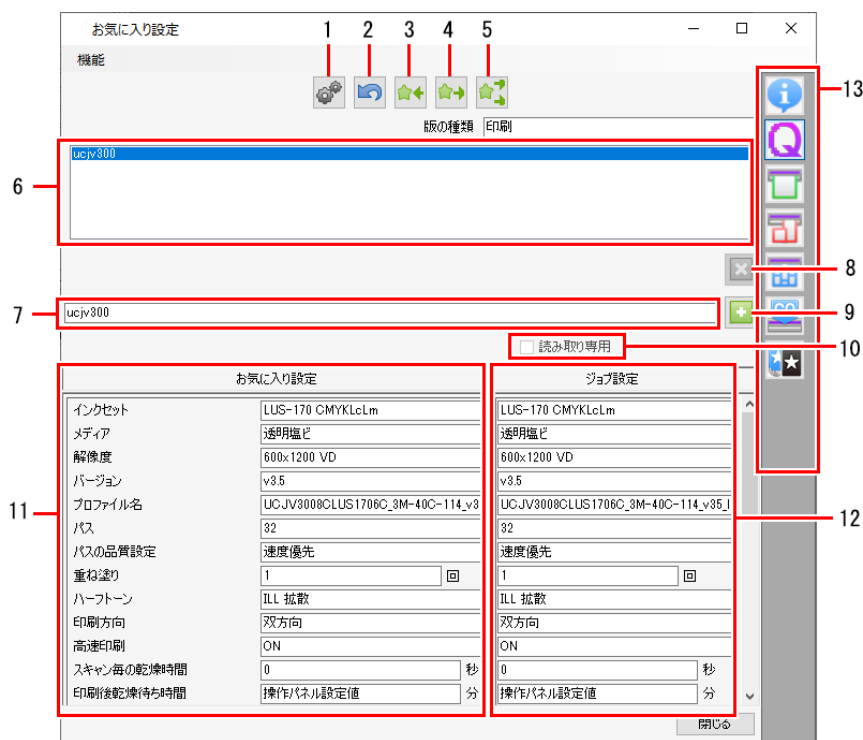 お気に入り設定
機能
1 2 3 4 5
13
版の種類 印刷
6
ucjv300
8
7
ucjv300
9
読み取り専用
10
お気に入り設定 ジョブ設定
インクセット LUS-170 CMYKLcLm LUS-170 CMYKLcLm
メディア 透明塩ビ 透明塩ビ
解像度 600x1200 VD 600x1200 VD
バージョン v3.5 v3.5
11
プロファイル名 UCJV3008CLUS1706C_3M-40C-114_v3 UCJV3008CLUS1706C_3M-40C-114_v35_
12
パス 32 32
パスの品質設定 速度優先 速度優先
重ね塗り 1 回 1 回
ハーフトーン ILL 拡散 ILL 拡散
印刷方向 双方向 双方向
高速印刷 ON ON
スキャン毎の乾燥時間 0 秒 0 秒
印刷後乾燥待ち時間 操作パネル設定値 分 操作パネル設定値 分
閉じる